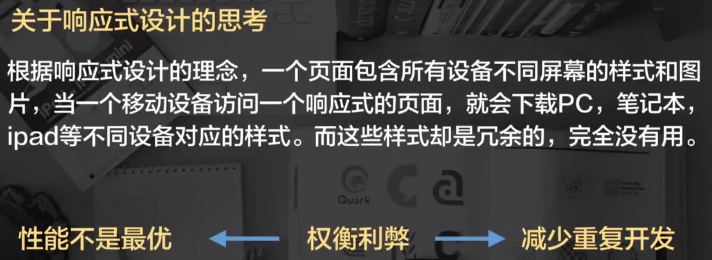 关于响应式设计的思考
根据响应式设计的理念，一个页面包含所有设备不同屏幕的样式和图
片，当一个移动设备访问一个响应式的页面，就会下载PC，笔记本，
ipad等不同设备对应的样式。而这些样式却是冗余的，完全没有用。
Quark
性能不是最优 权衡利弊 减少重复开发